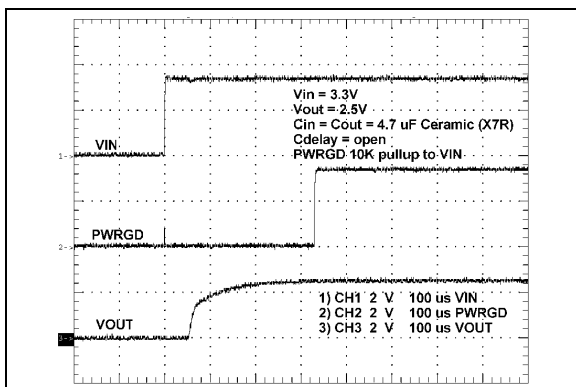 Vin = 3.3V
Vout = 2.5V
Cin = Cout = 4.7 uF Ceramic (X7R)
Cdelay = open
PWRGD 10K pullup to VIN
VIN
1->
PWRGD
2->
VOUT
3->
1) CH1 2 V 100 us VIN
2) CH2 2 V 100 us PWRGD
3) CH3 2 V 100 us VOUT